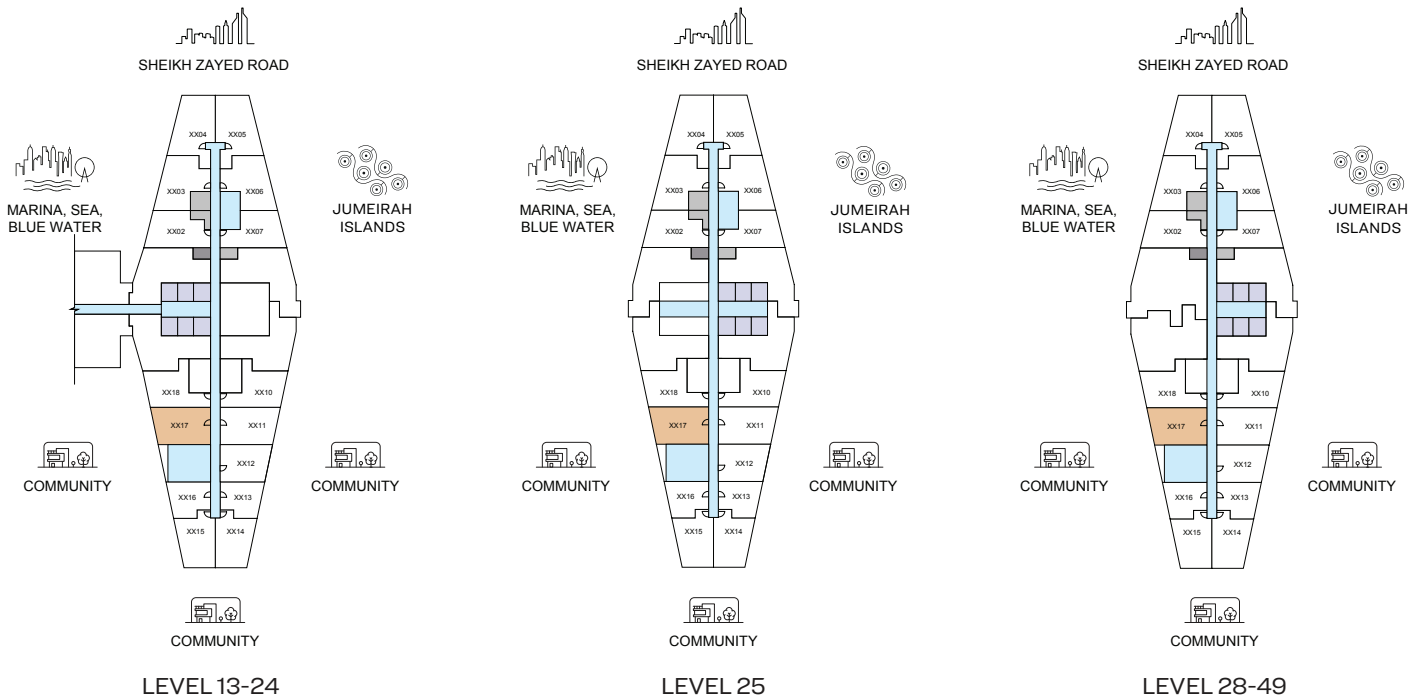 SHEIKH ZAYED ROAD
XX04 XX05
MARINA, SEA,
BLUE WATER
XX03 XX06
JUMEIRAH
ISLANDS
XX02 XX07
XX18 XX10
XX17 XX11
XX12
COMMUNITY
COMMUNITY
XX16 XX13
XX15 XX14
COMMUNITY
LEVEL 13-24
SHEIKH ZAYED ROAD
XX04 XX05
MARINA, SEA,
BLUE WATER
XX03 XX06
JUMEIRAH
ISLANDS
XX02 XX07
XX18 XX10
XX17 XX11
XX12
COMMUNITY
COMMUNITY
XX16 XX13
XX15 XX14
COMMUNITY
LEVEL 25
SHEIKH ZAYED ROAD
XX04 XX05
MARINA, SEA,
BLUE WATER
XX03 XX06
JUMEIRAH
ISLANDS
XX02 XX07
XX18 XX10
XX17 XX11
XX12
COMMUNITY
COMMUNITY
XX16 XX13
XX15 XX14
COMMUNITY
LEVEL 28-49